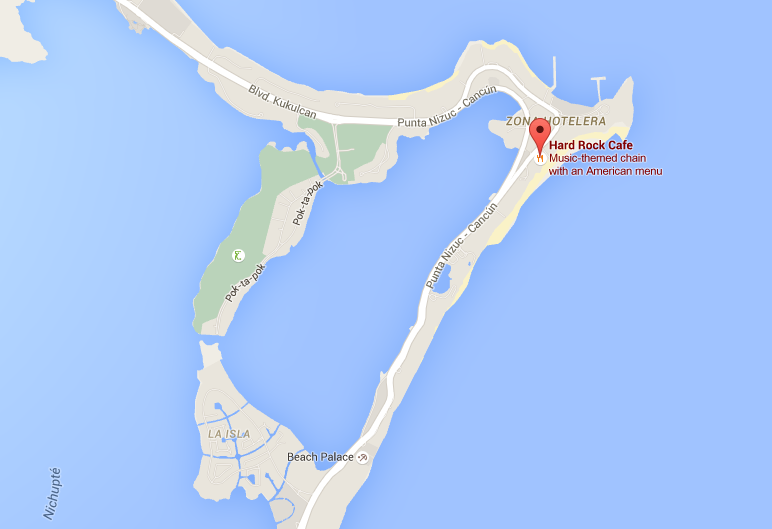 Blvd. Kukulcan
Punta Nizuc - Cancún
ZONA HOTELERA
Hard Rock Cafe
Music-themed chain
with an American menu
Pok-ta-pok
Punta Nizuc - Cancún
Pok-ta-pok
LA ISLA
Beach Palace
Nichupté